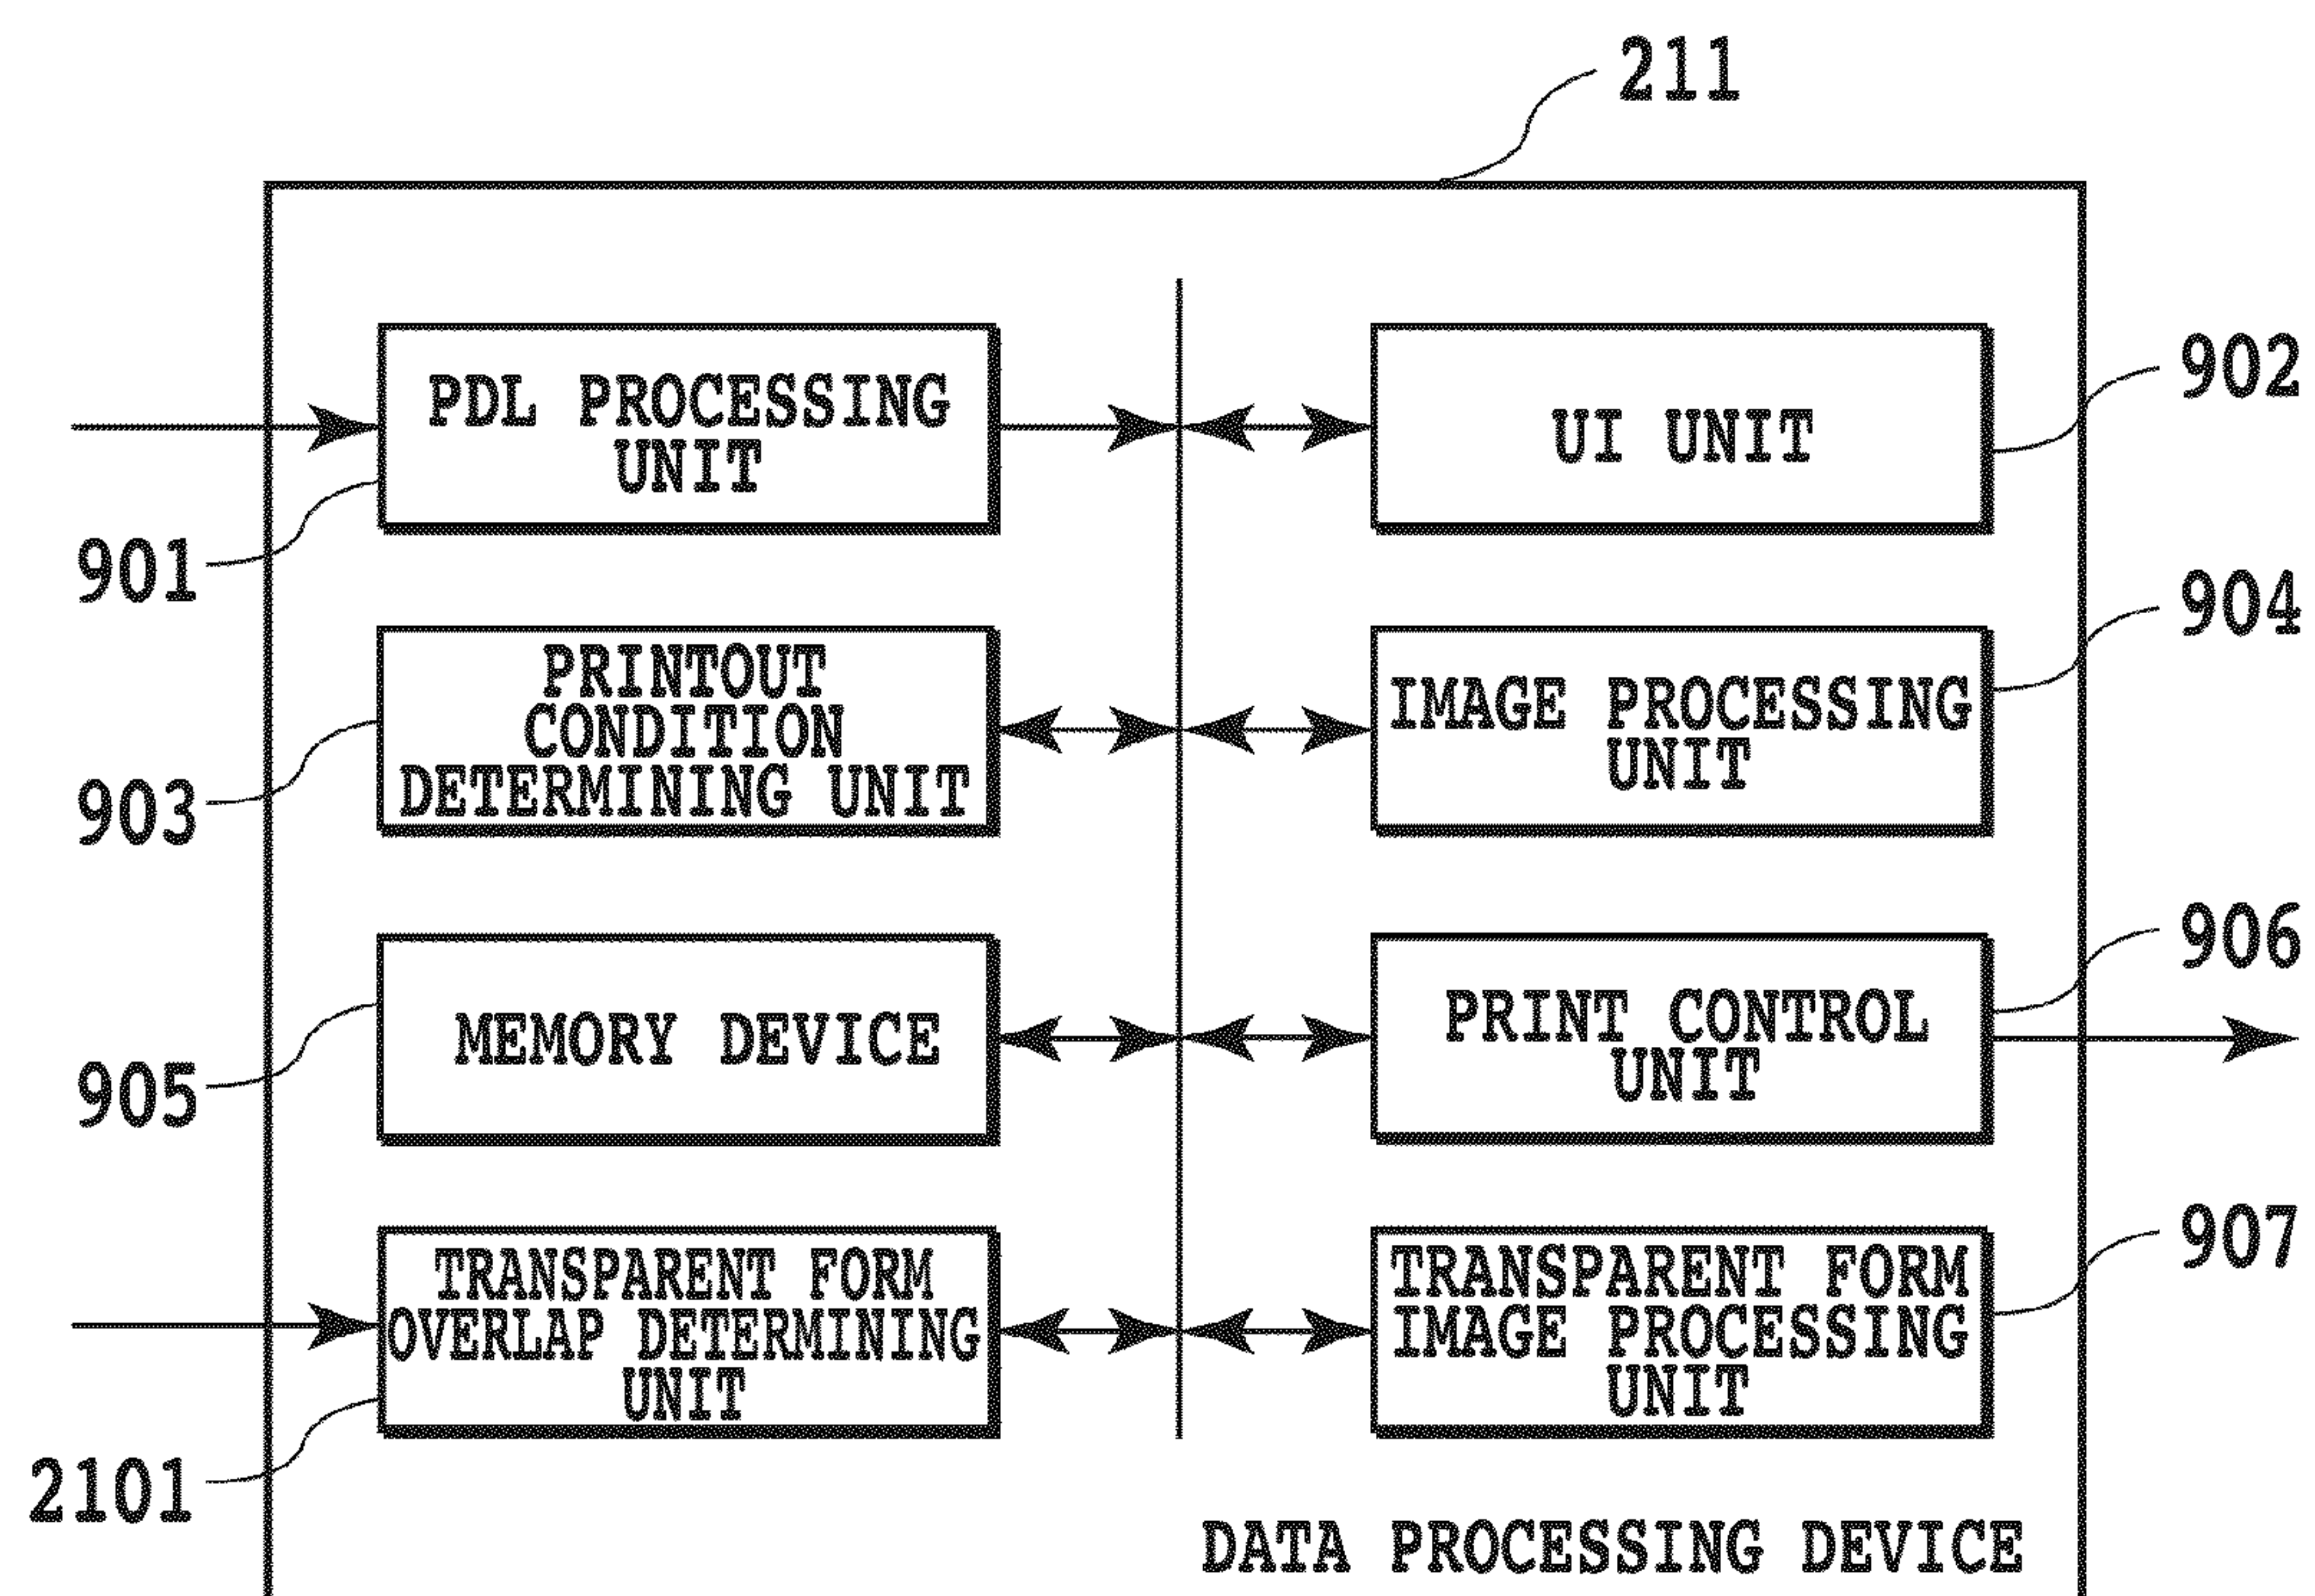 211
PDL PROCESSING
UNIT
901
UI UNIT
902
PRINTOUT
CONDITION
DETERMINING UNIT
903
IMAGE PROCESSING
UNIT
904
MEMORY DEVICE
905
PRINT CONTROL
UNIT
906
TRANSPARENT FORM
OVERLAP DETERMINING
UNIT
2101
TRANSPARENT FORM
IMAGE PROCESSING
UNIT
907
DATA PROCESSING DEVICE